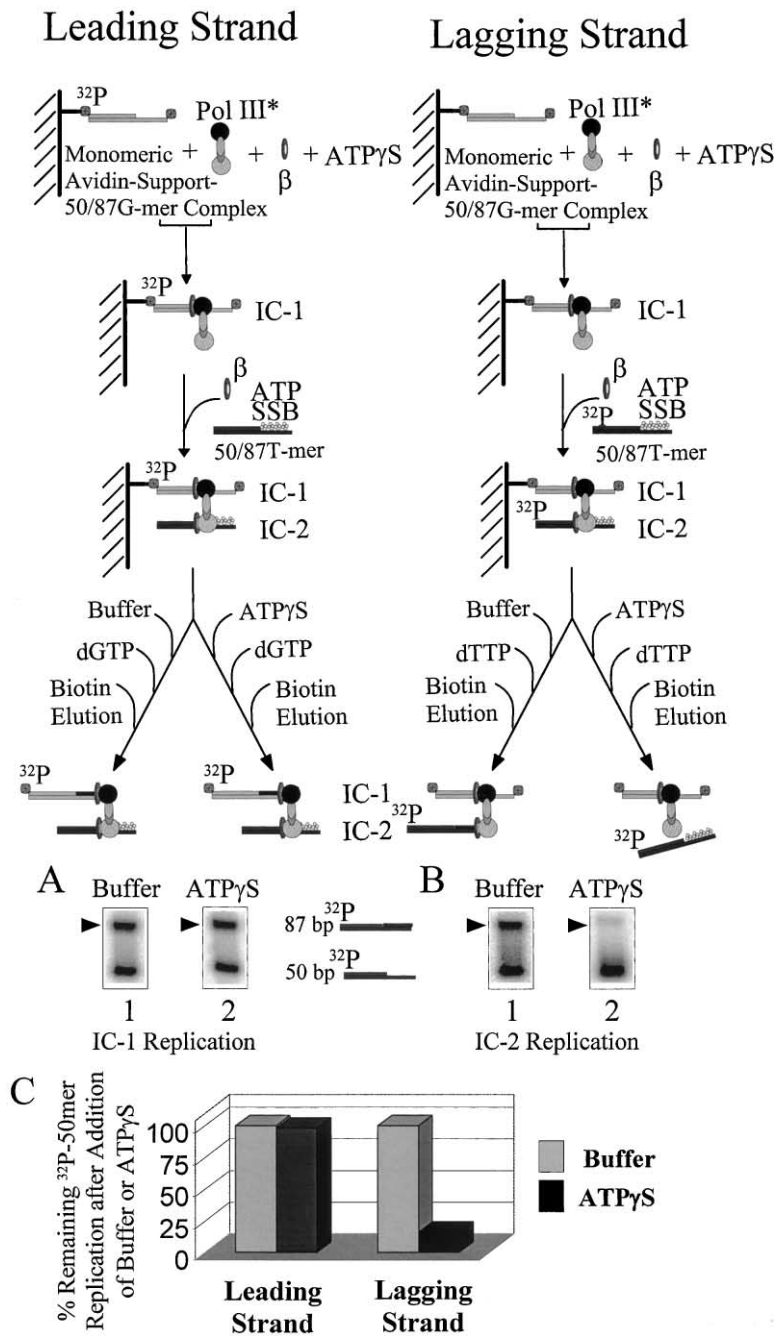 Leading Strand
Lagging Strand
32P
Pol III*
Monomeric + + + ATPγS
Avidin-Support- β
50/87G-mer Complex
Pol III*
Monomeric + + + ATPγS
Avidin-Support- β
50/87G-mer Complex
32P
IC-1
IC-1
β
ATP
SSB
50/87T-mer
β
ATP
32P SSB
50/87T-mer
32P
IC-1
IC-2
IC-1
32P
IC-2
Buffer ATPγS
dGTP dGTP
Biotin Biotin
Elution Elution
Buffer ATPγS
dTTP dTTP
Biotin Biotin
Elution Elution
32P 32P
IC-1
32P
IC-2
32P
A
Buffer ATPγS
87 bp 32P
50 bp 32P
1 2
IC-1 Replication
B
Buffer ATPγS
1 2
IC-2 Replication
C
% Remaining 32P-50mer
Replication after Addition
of Buffer or ATPγS
100
75
50
25
0
Leading
Strand
Lagging
Strand
Buffer
ATPγS